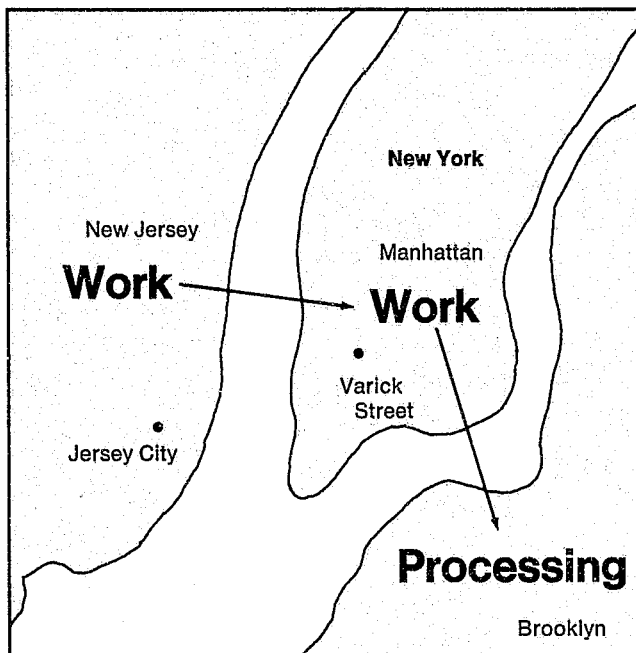 New York
New Jersey
Manhattan
Work
Work
Varick
Street
Jersey City
Processing
Brooklyn